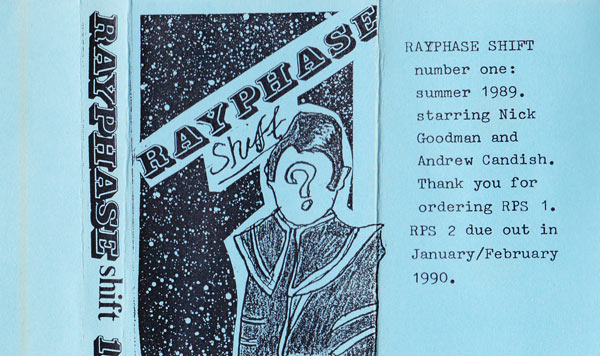 RAYPHASE shift 1
RAYPHASE
Shift
?
RAYPHASE SHIFT
number one:
summer 1989.
starring Nick
Goodman and
Andrew Candish.
Thank you for
ordering RPS 1.
RPS 2 due out in
January/February
1990.